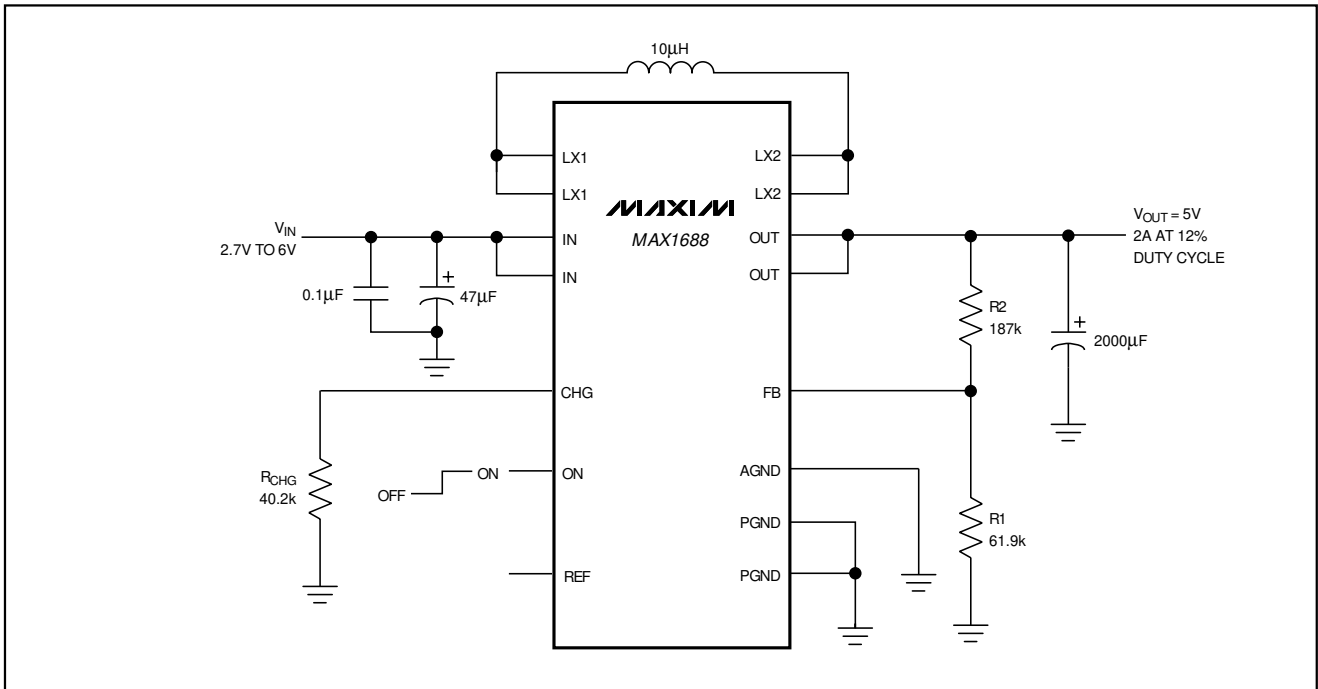 10µH
LX1
LX2
LX1
LX2
MAXIM
MAX1688
VIN
2.7V TO 6V
IN
OUT
VOUT = 5V
2A AT 12%
DUTY CYCLE
IN
OUT
0.1µF
+
47µF
R2
187k
+
2000µF
CHG
FB
RCHG
40.2k
OFF
ON
ON
AGND
PGND
R1
61.9k
REF
PGND